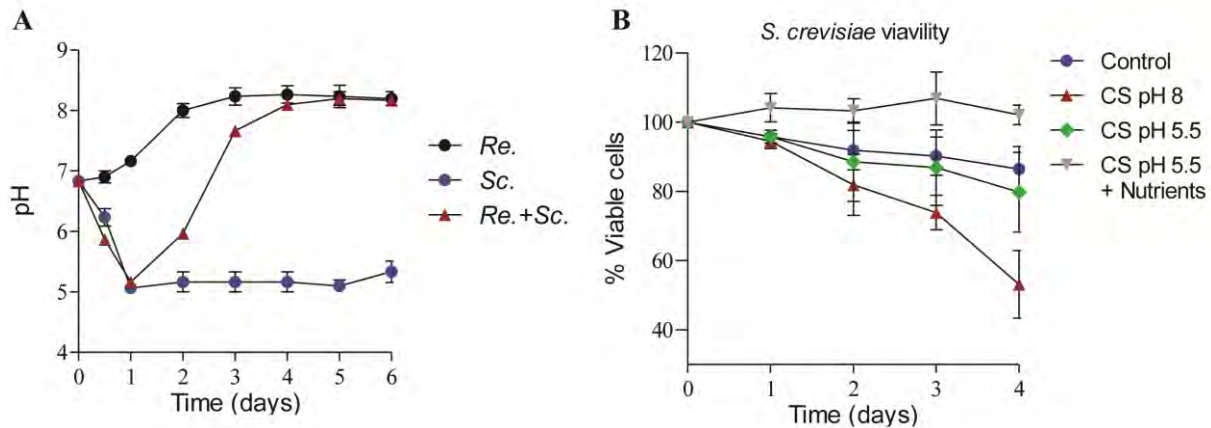 A
9
8
7
6
5
4
pH
0 1 2 3 4 5 6
Time (days)
Re.
Sc.
Re.+Sc.
B
S. crevisiae vavility
120
100
80
60
40
% Viable cells
0 1 2 3 4
Time (days)
Control
CS pH 8
CS pH 5.5
CS pH 5.5
+ Nutrients